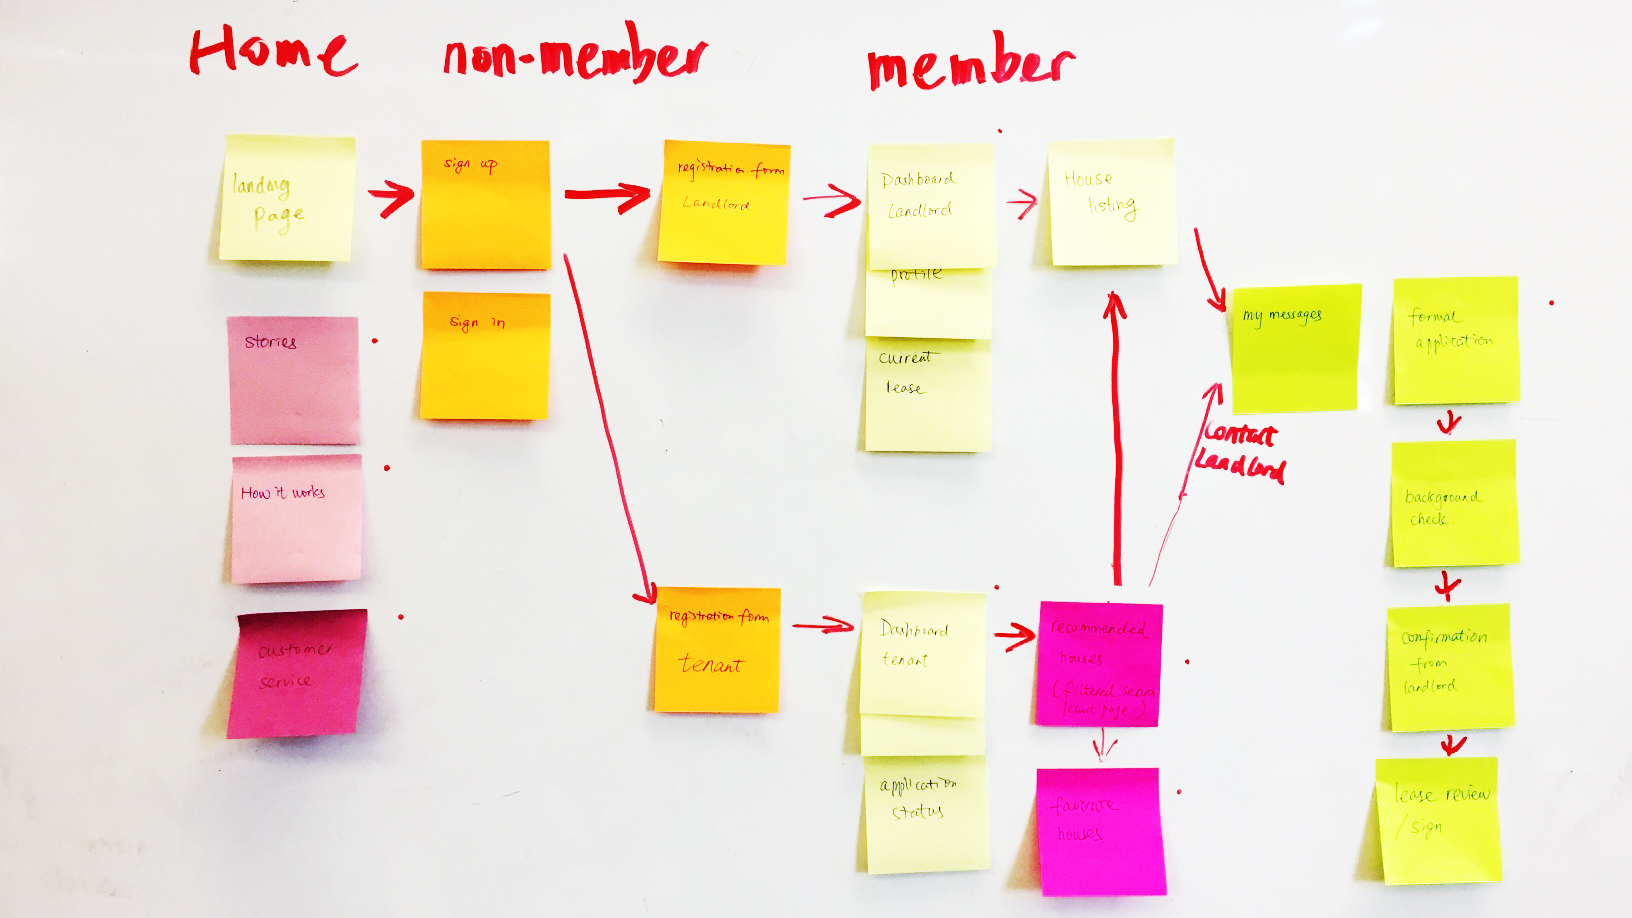 Home
non-member
member
landing
page
stories
How it works
customer
service
sign up
sign in
registration form
Landlord
registration form
tenant
Dashboard
Landlord
profile
current
lease
House
listing
Dashboard
tenant
application
status
recommended
houses
(filtered search
result page)
favorite
houses
my messages
Contact
Landlord
formal
application
background
check
confirmation
from
landlord
lease review
/ sign